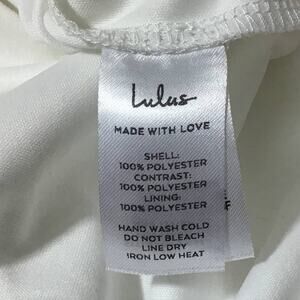 Lulus
MADE WITH LOVE
SHELL:
100% POLYESTER
CONTRAST:
100% POLYESTER
LINING:
100% POLYESTER
HAND WASH COLD
DO NOT BLEACH
LINE DRY
IRON LOW HEAT